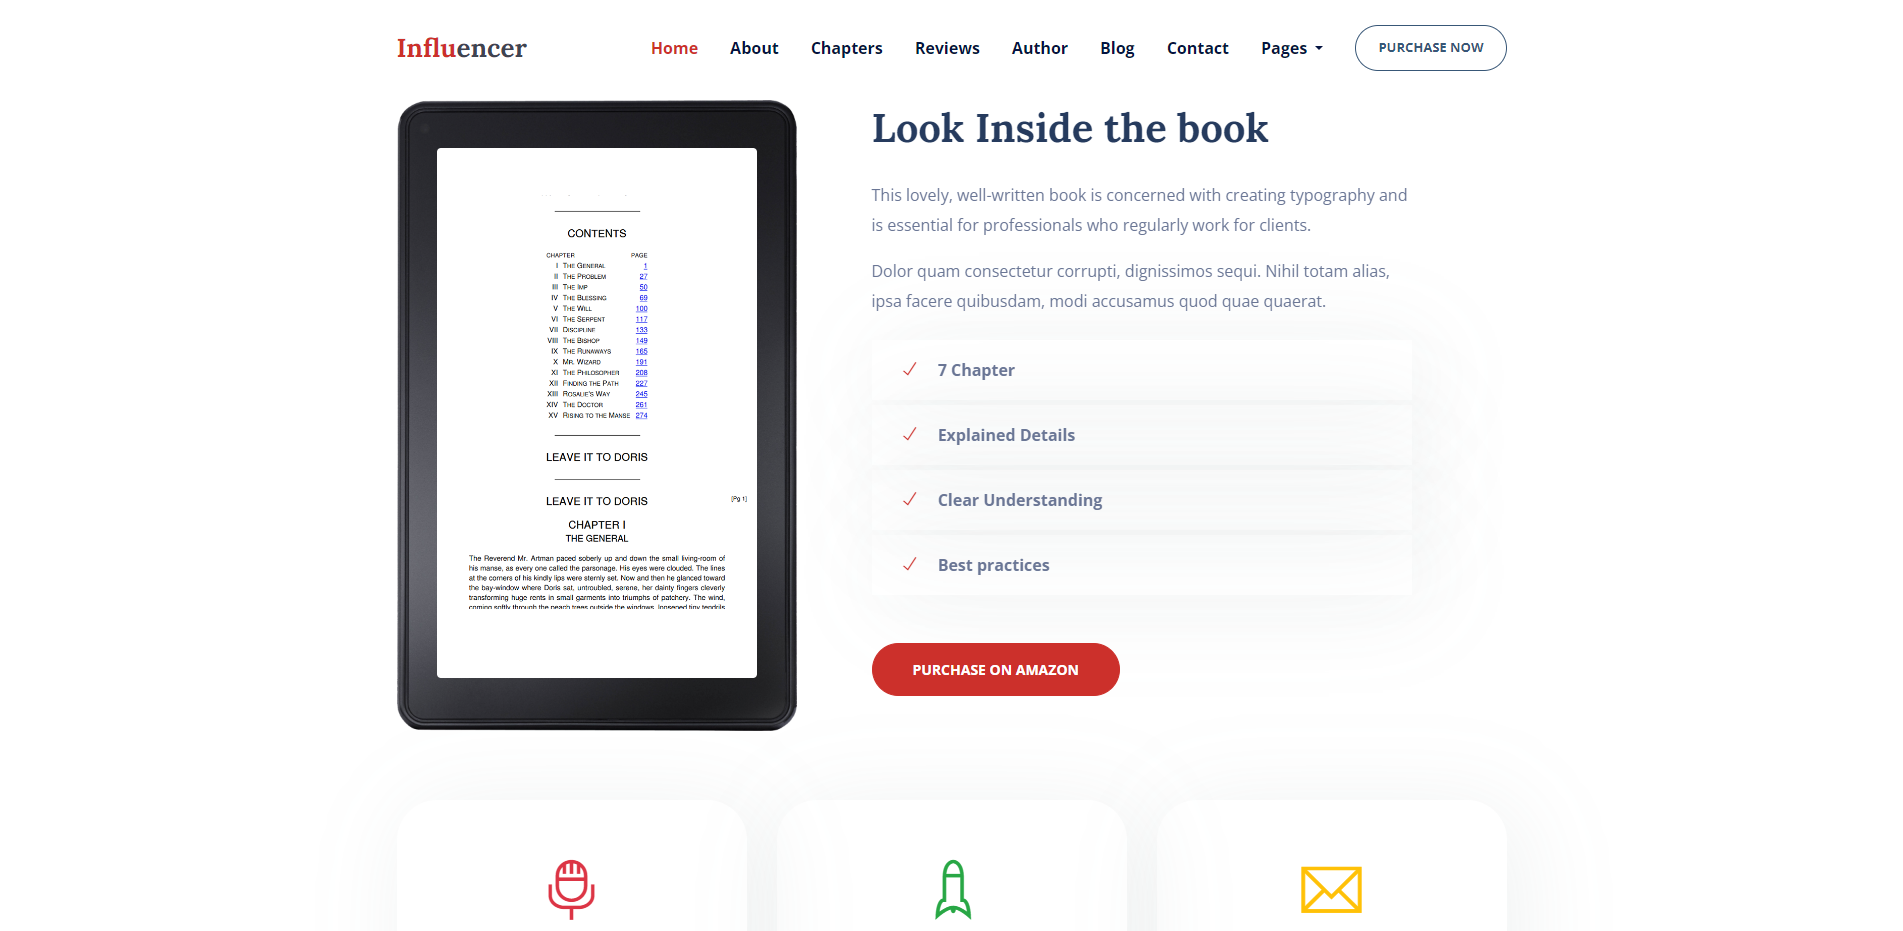 Influencer
Home About Chapters Reviews Author Blog Contact Pages PURCHASE NOW
CONTENTS
CHAPTER PAGE
I THE GENERAL 1
II THE PROBLEM 27
III THE IMP 50
IV THE BLESSING 69
V THE WILL 100
VI THE SERPENT 117
VII DISCIPLINE 133
VIII THE BISHOP 149
IX THE RUNAWAYS 165
X MR. WIZARD 191
XI THE PHILOSOPHER 208
XII FINDING THE PATH 227
XIII ROSALIE'S WAY 245
XIV THE DOCTOR 261
XV RISING TO THE MANSE 274
LEAVE IT TO DORIS
LEAVE IT TO DORIS
[Pg 1]
CHAPTER I
THE GENERAL
The Reverend Mr. Artman paced soberly up and down the small living-room of
his manse, as every one called the parsonage. His eyes were clouded. The lines
at the corners of his kindly lips were sternly set. Now and then he glanced toward
the bay-window where Doris sat, untroubled, serene, her dainty fingers cleverly
transforming huge rents in small garments into triumphs of patchery. The wind,
coming softly through the peach trees outside the windows, loosened tiny tendrils
Look Inside the book
This lovely, well-written book is concerned with creating typography and
is essential for professionals who regularly work for clients.
Dolor quam consectetur corrupti, dignissimos sequi. Nihil totam alias,
ipsa facere quibusdam, modi accusamus quod quae quaerat.
7 Chapter
Explained Details
Clear Understanding
Best practices
PURCHASE ON AMAZON